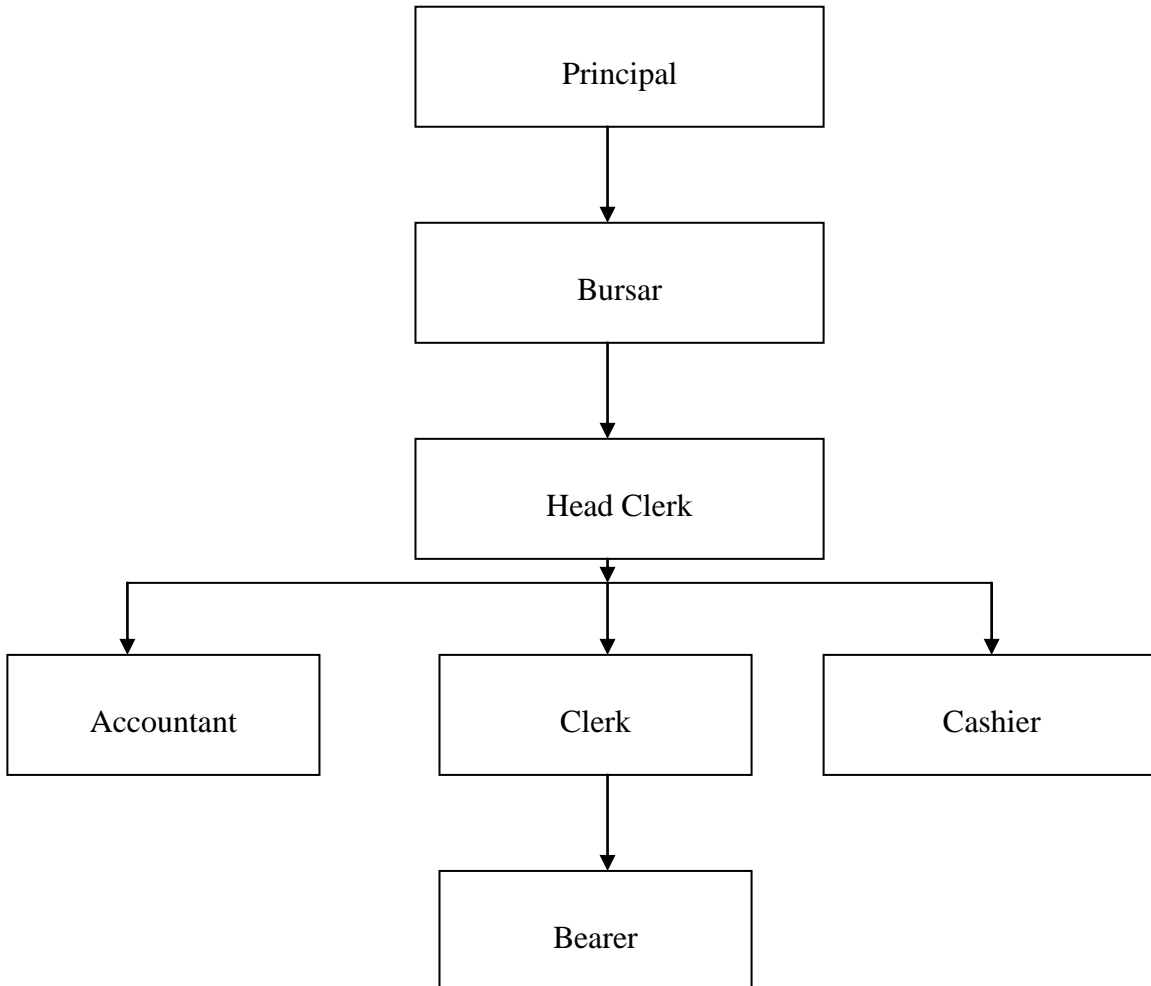 Principal
Bursar
Head Clerk
Accountant
Clerk
Cashier
Bearer